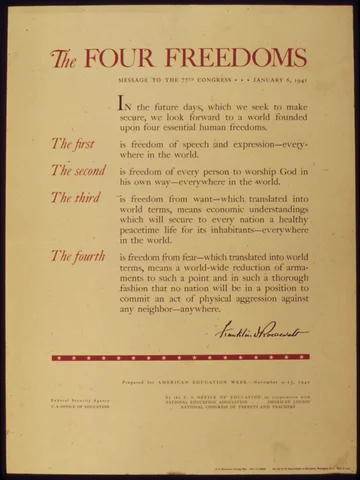 The FOUR FREEDOMS
MESSAGE TO THE 77TH CONGRESS • • • JANUARY 6, 1941
IN the future days, which we seek to make
secure, we look forward to a world founded
upon four essential human freedoms.
The first is freedom of speech and expression—every-
where in the world.
The second is freedom of every person to worship God in
his own way—everywhere in the world.
The third is freedom from want—which translated into
world terms, means economic understandings
which will secure to every nation a healthy
peacetime life for its inhabitants—everywhere
in the world.
The fourth is freedom from fear—which translated into world
terms, means a world-wide reduction of arma-
ments to such a point and in such a thorough
fashion that no nation will be in a position to
commit an act of physical aggression against
any neighbor—anywhere.
Franklin D Roosevelt
Prepared for AMERICAN EDUCATION WEEK—November 9-15, 1941
Federal Security Agency
U.S. OFFICE OF EDUCATION
By the U. S. OFFICE OF EDUCATION in cooperation with
NATIONAL EDUCATION ASSOCIATION AMERICAN LEGION
NATIONAL CONGRESS OF PARENTS AND TEACHERS